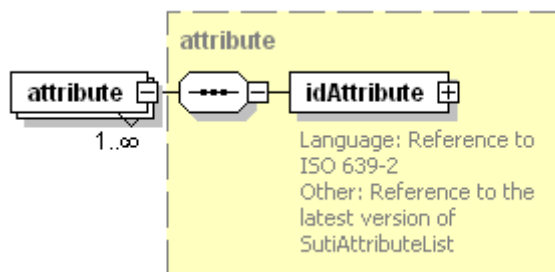 attribute
attribute
idAttribute
1..∞
Language: Reference to
ISO 639-2
Other: Reference to the
latest version of
SutiAttributeList